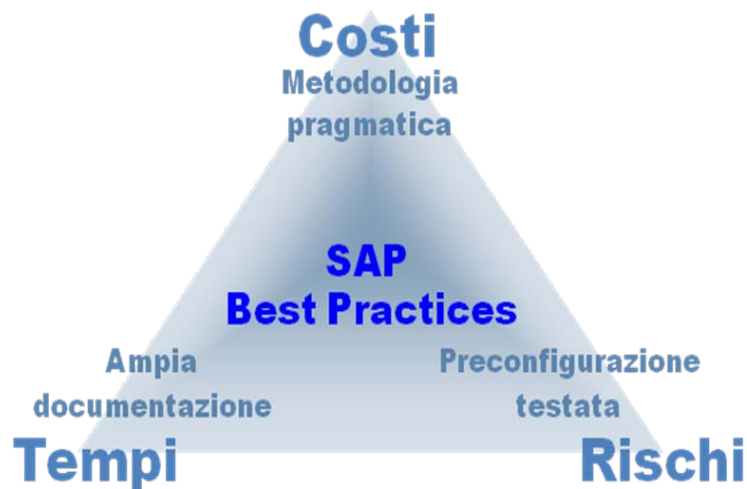 Costi
Metodologia
pragmatica
SAP
Best Practices
Ampia
documentazione
Preconfigurazione
testata
Tempi
Rischi